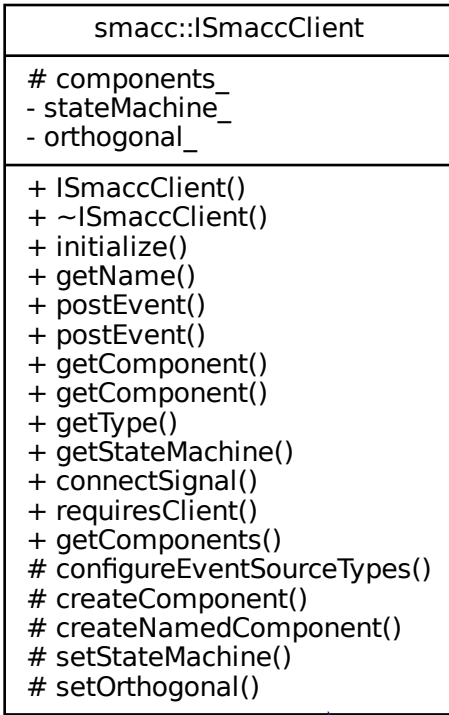 smacc::ISmaccClient
# components_
- stateMachine_
- orthogonal_
+ ISmaccClient()
+ ~ISmaccClient()
+ initialize()
+ getName()
+ postEvent()
+ postEvent()
+ getComponent()
+ getComponent()
+ getType()
+ getStateMachine()
+ connectSignal()
+ requiresClient()
+ getComponents()
# configureEventSourceTypes()
# createComponent()
# createNamedComponent()
# setStateMachine()
# setOrthogonal()